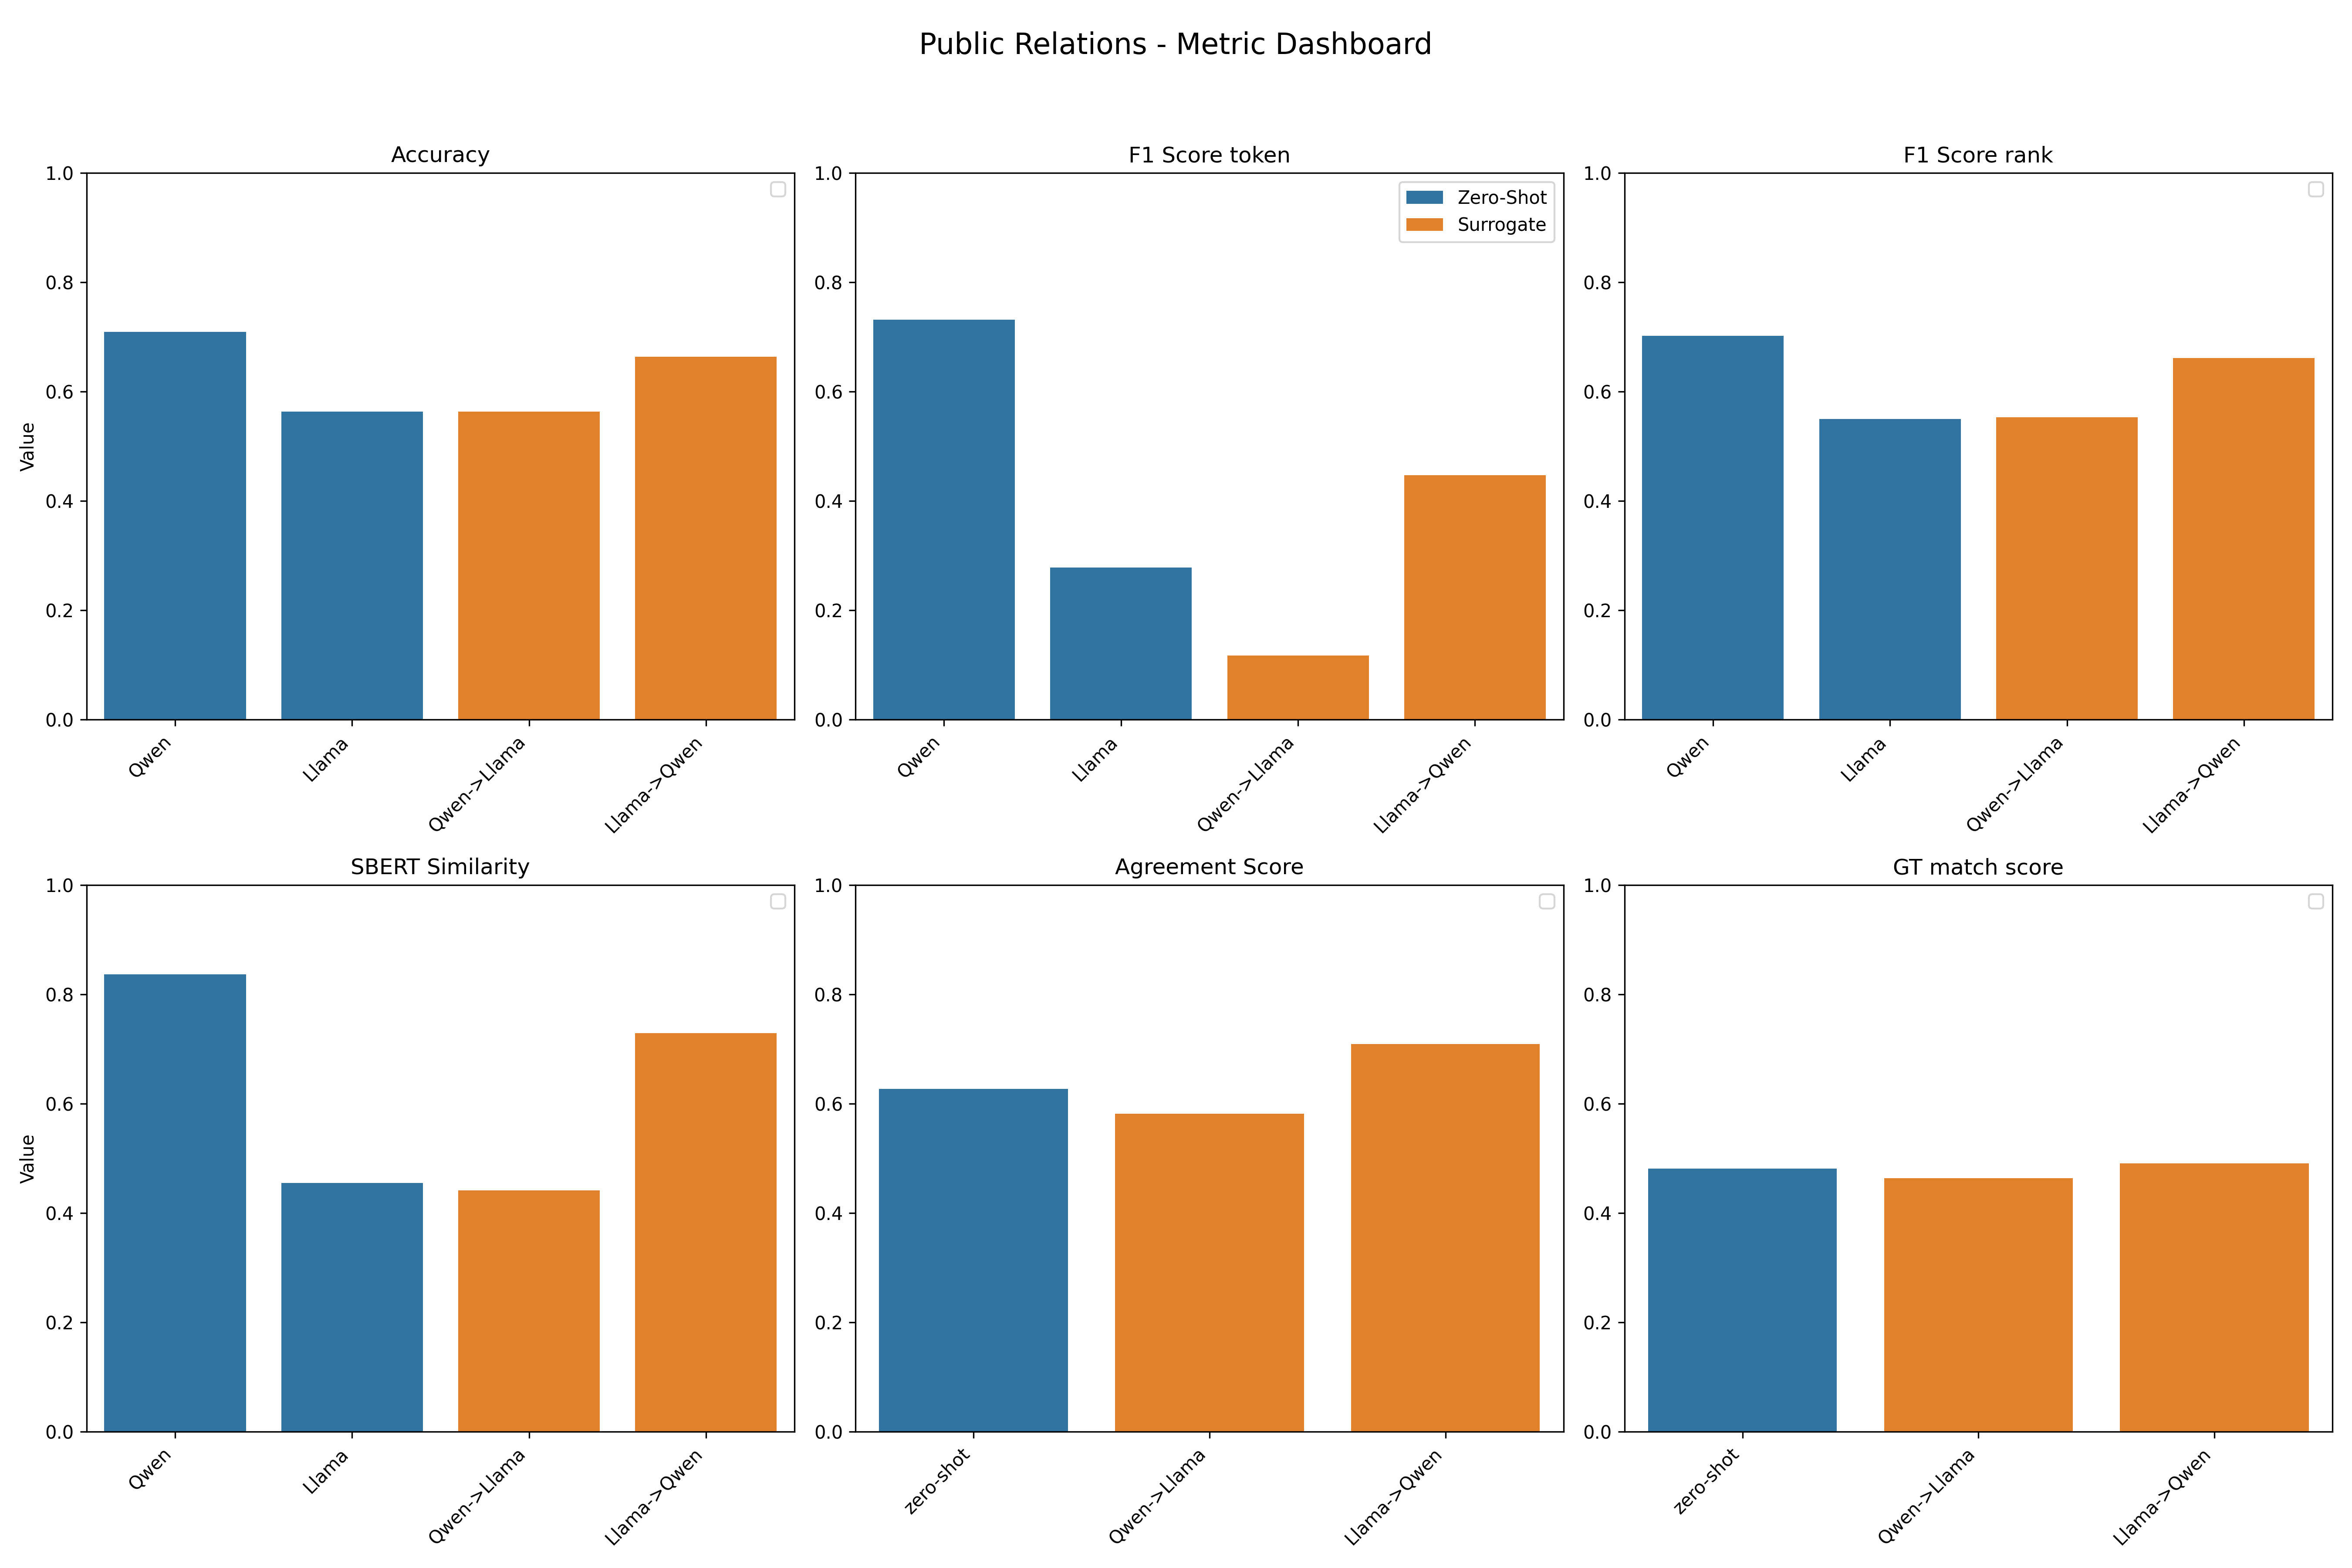 Public Relations - Metric Dashboard
Accuracy
Value
1.0
0.8
0.6
0.4
0.2
0.0
Qwen
Llama
Qwen->Llama
Llama->Qwen
F1 Score token
1.0
0.8
0.6
0.4
0.2
0.0
Zero-Shot
Surrogate
Qwen
Llama
Qwen->Llama
Llama->Qwen
F1 Score rank
1.0
0.8
0.6
0.4
0.2
0.0
Qwen
Llama
Qwen->Llama
Llama->Qwen
SBERT Similarity
Value
1.0
0.8
0.6
0.4
0.2
0.0
Qwen
Llama
Qwen->Llama
Llama->Qwen
Agreement Score
1.0
0.8
0.6
0.4
0.2
0.0
zero-shot
Qwen->Llama
Llama->Qwen
GT match score
1.0
0.8
0.6
0.4
0.2
0.0
zero-shot
Qwen->Llama
Llama->Qwen